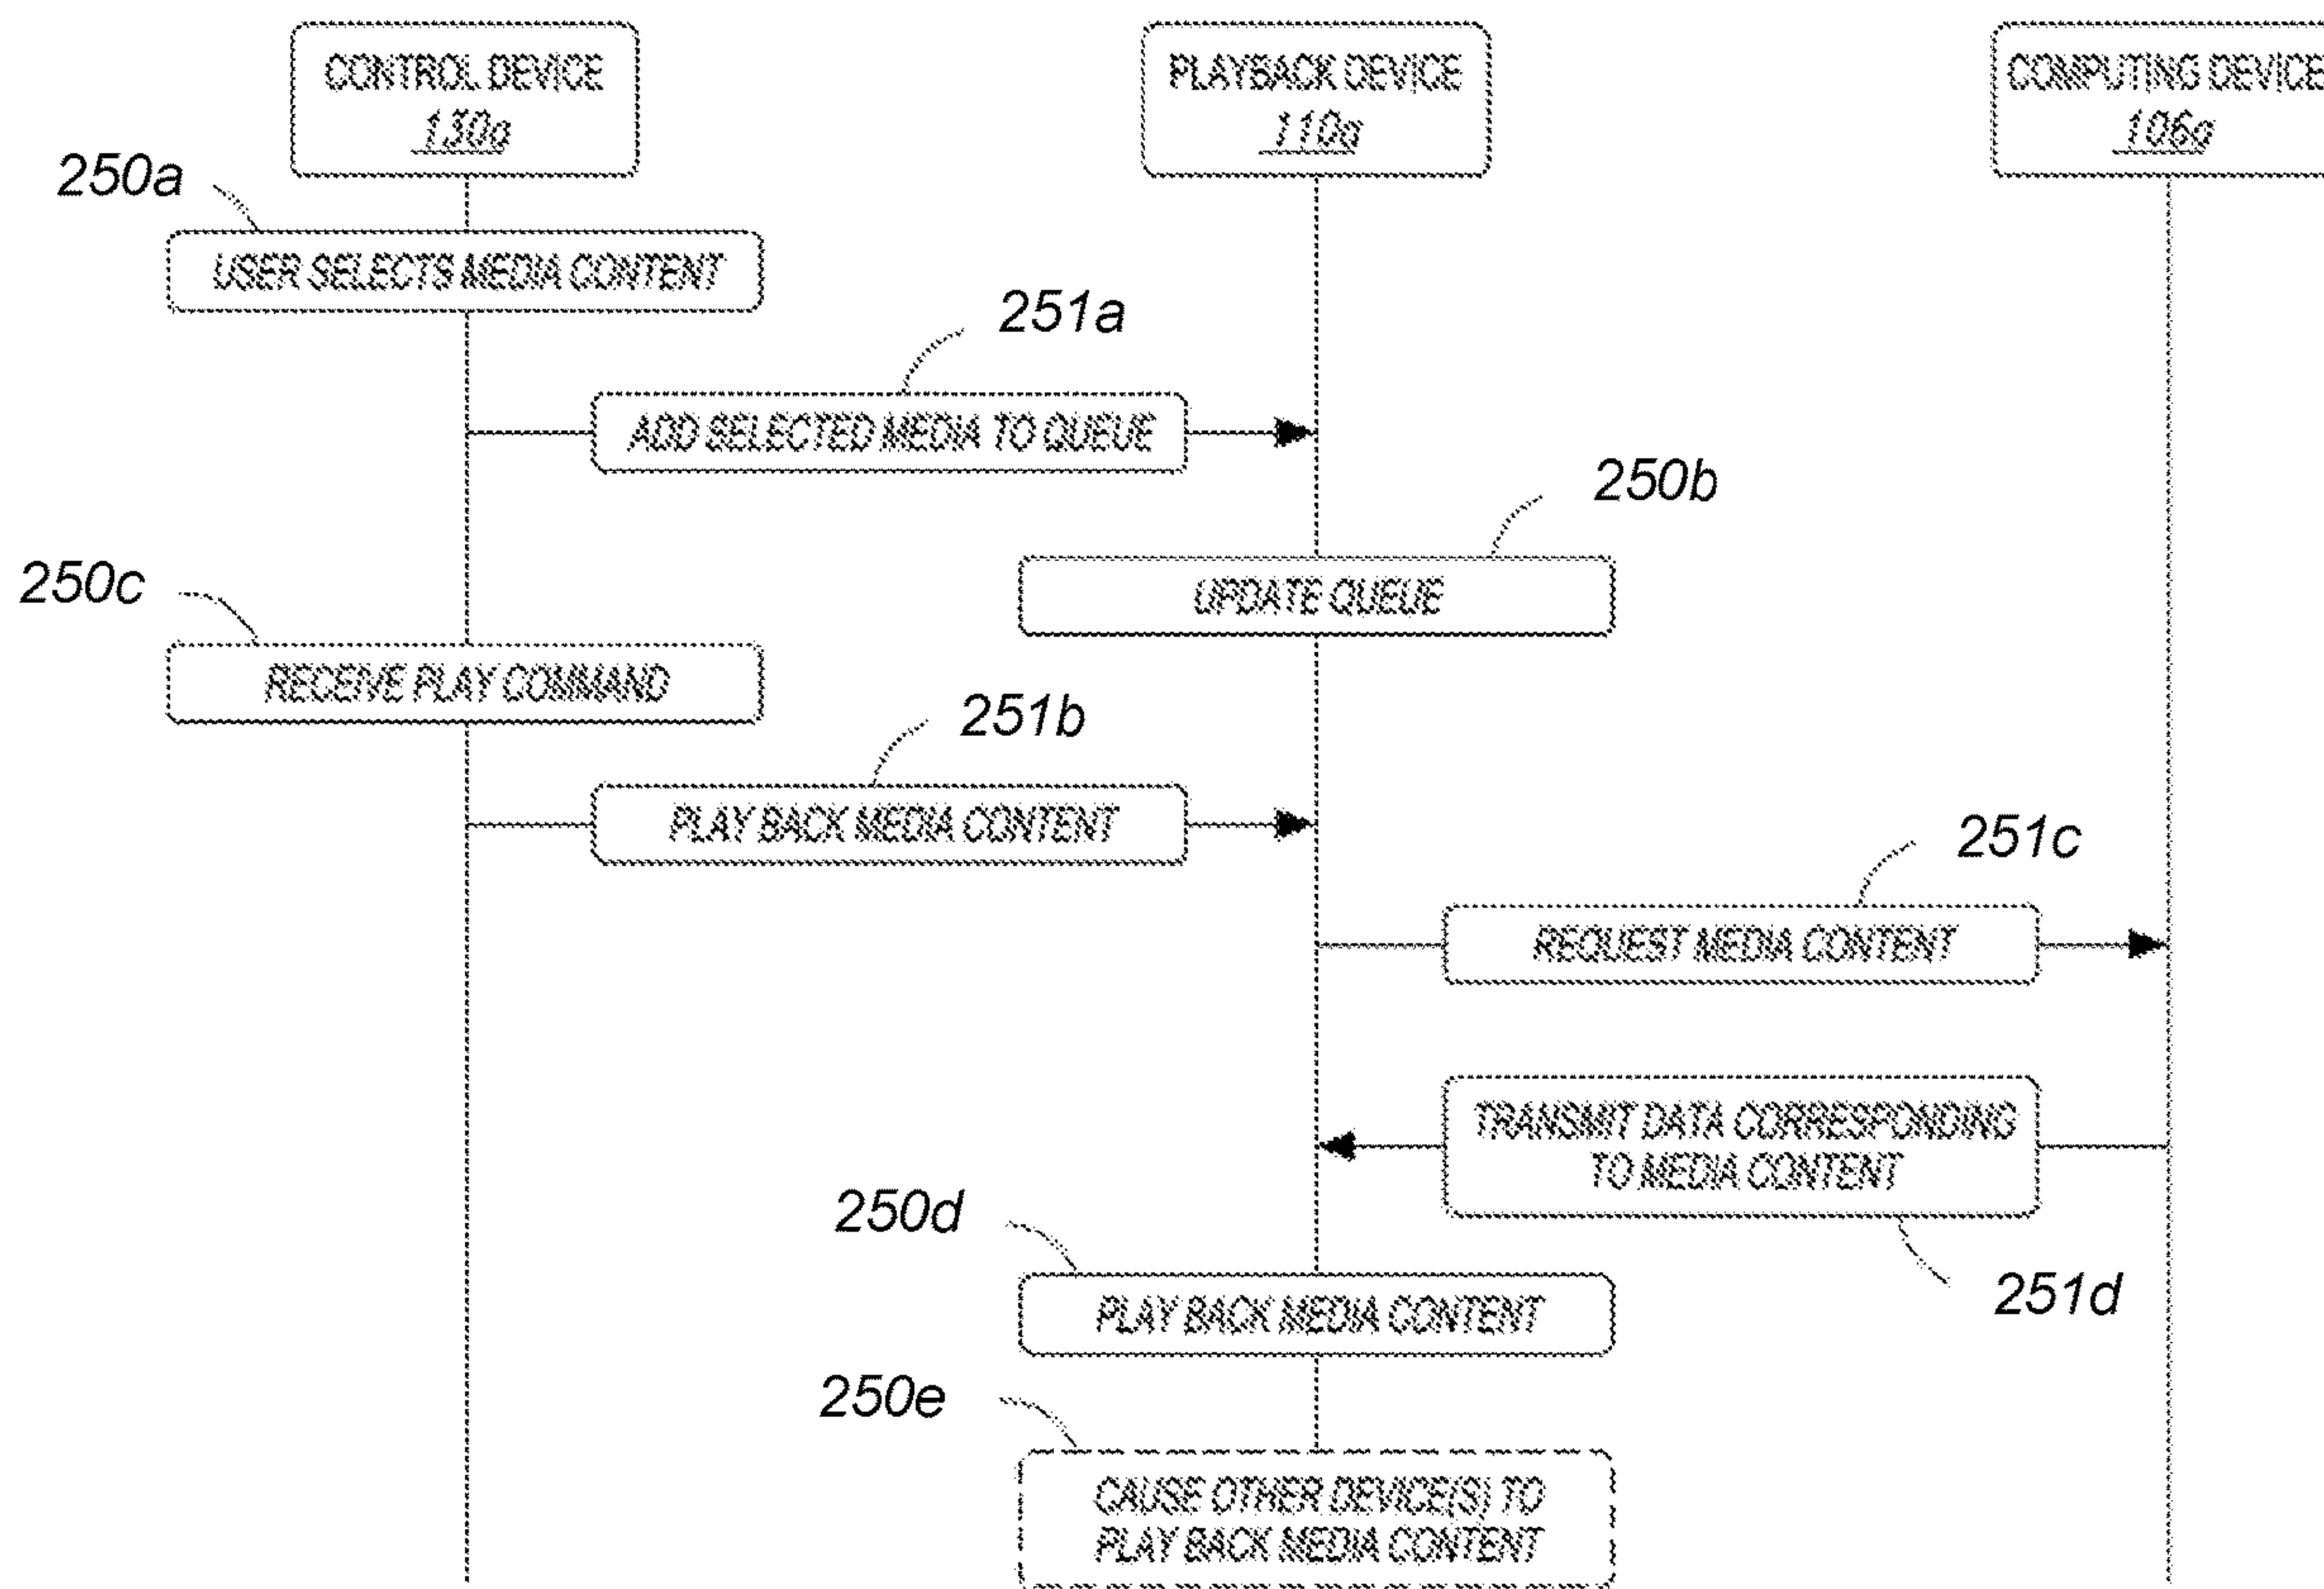 CONTROL DEVICE
130a
PLAYBACK DEVICE
110a
COMPUTING DEVICE
106a
250a
USER SELECTS MEDIA CONTENT
251a
ADD SELECTED MEDIA TO QUEUE
250b
UPDATE QUEUE
250c
RECEIVE PLAY COMMAND
251b
PLAY BACK MEDIA CONTENT
251c
REQUEST MEDIA CONTENT
TRANSMIT DATA CORRESPONDING
TO MEDIA CONTENT
251d
250d
PLAY BACK MEDIA CONTENT
250e
CAUSE OTHER DEVICE(S) TO
PLAY BACK MEDIA CONTENT